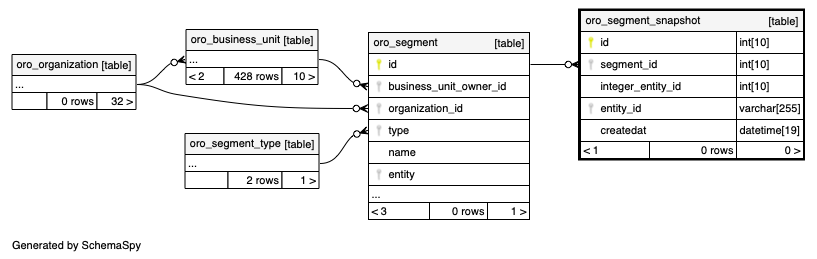 oro_organization [table]
...
0 rows 32 >
oro_business_unit [table]
...
< 2 428 rows 10 >
oro_segment_type [table]
...
2 rows 1 >
oro_segment [table]
id
business_unit_owner_id
organization_id
type
name
entity
...
< 3 0 rows 1 >
oro_segment_snapshot [table]
id int[10]
segment_id int[10]
integer_entity_id int[10]
entity_id varchar[255]
createdat datetime[19]
< 1 0 rows 0 >
Generated by SchemaSpy